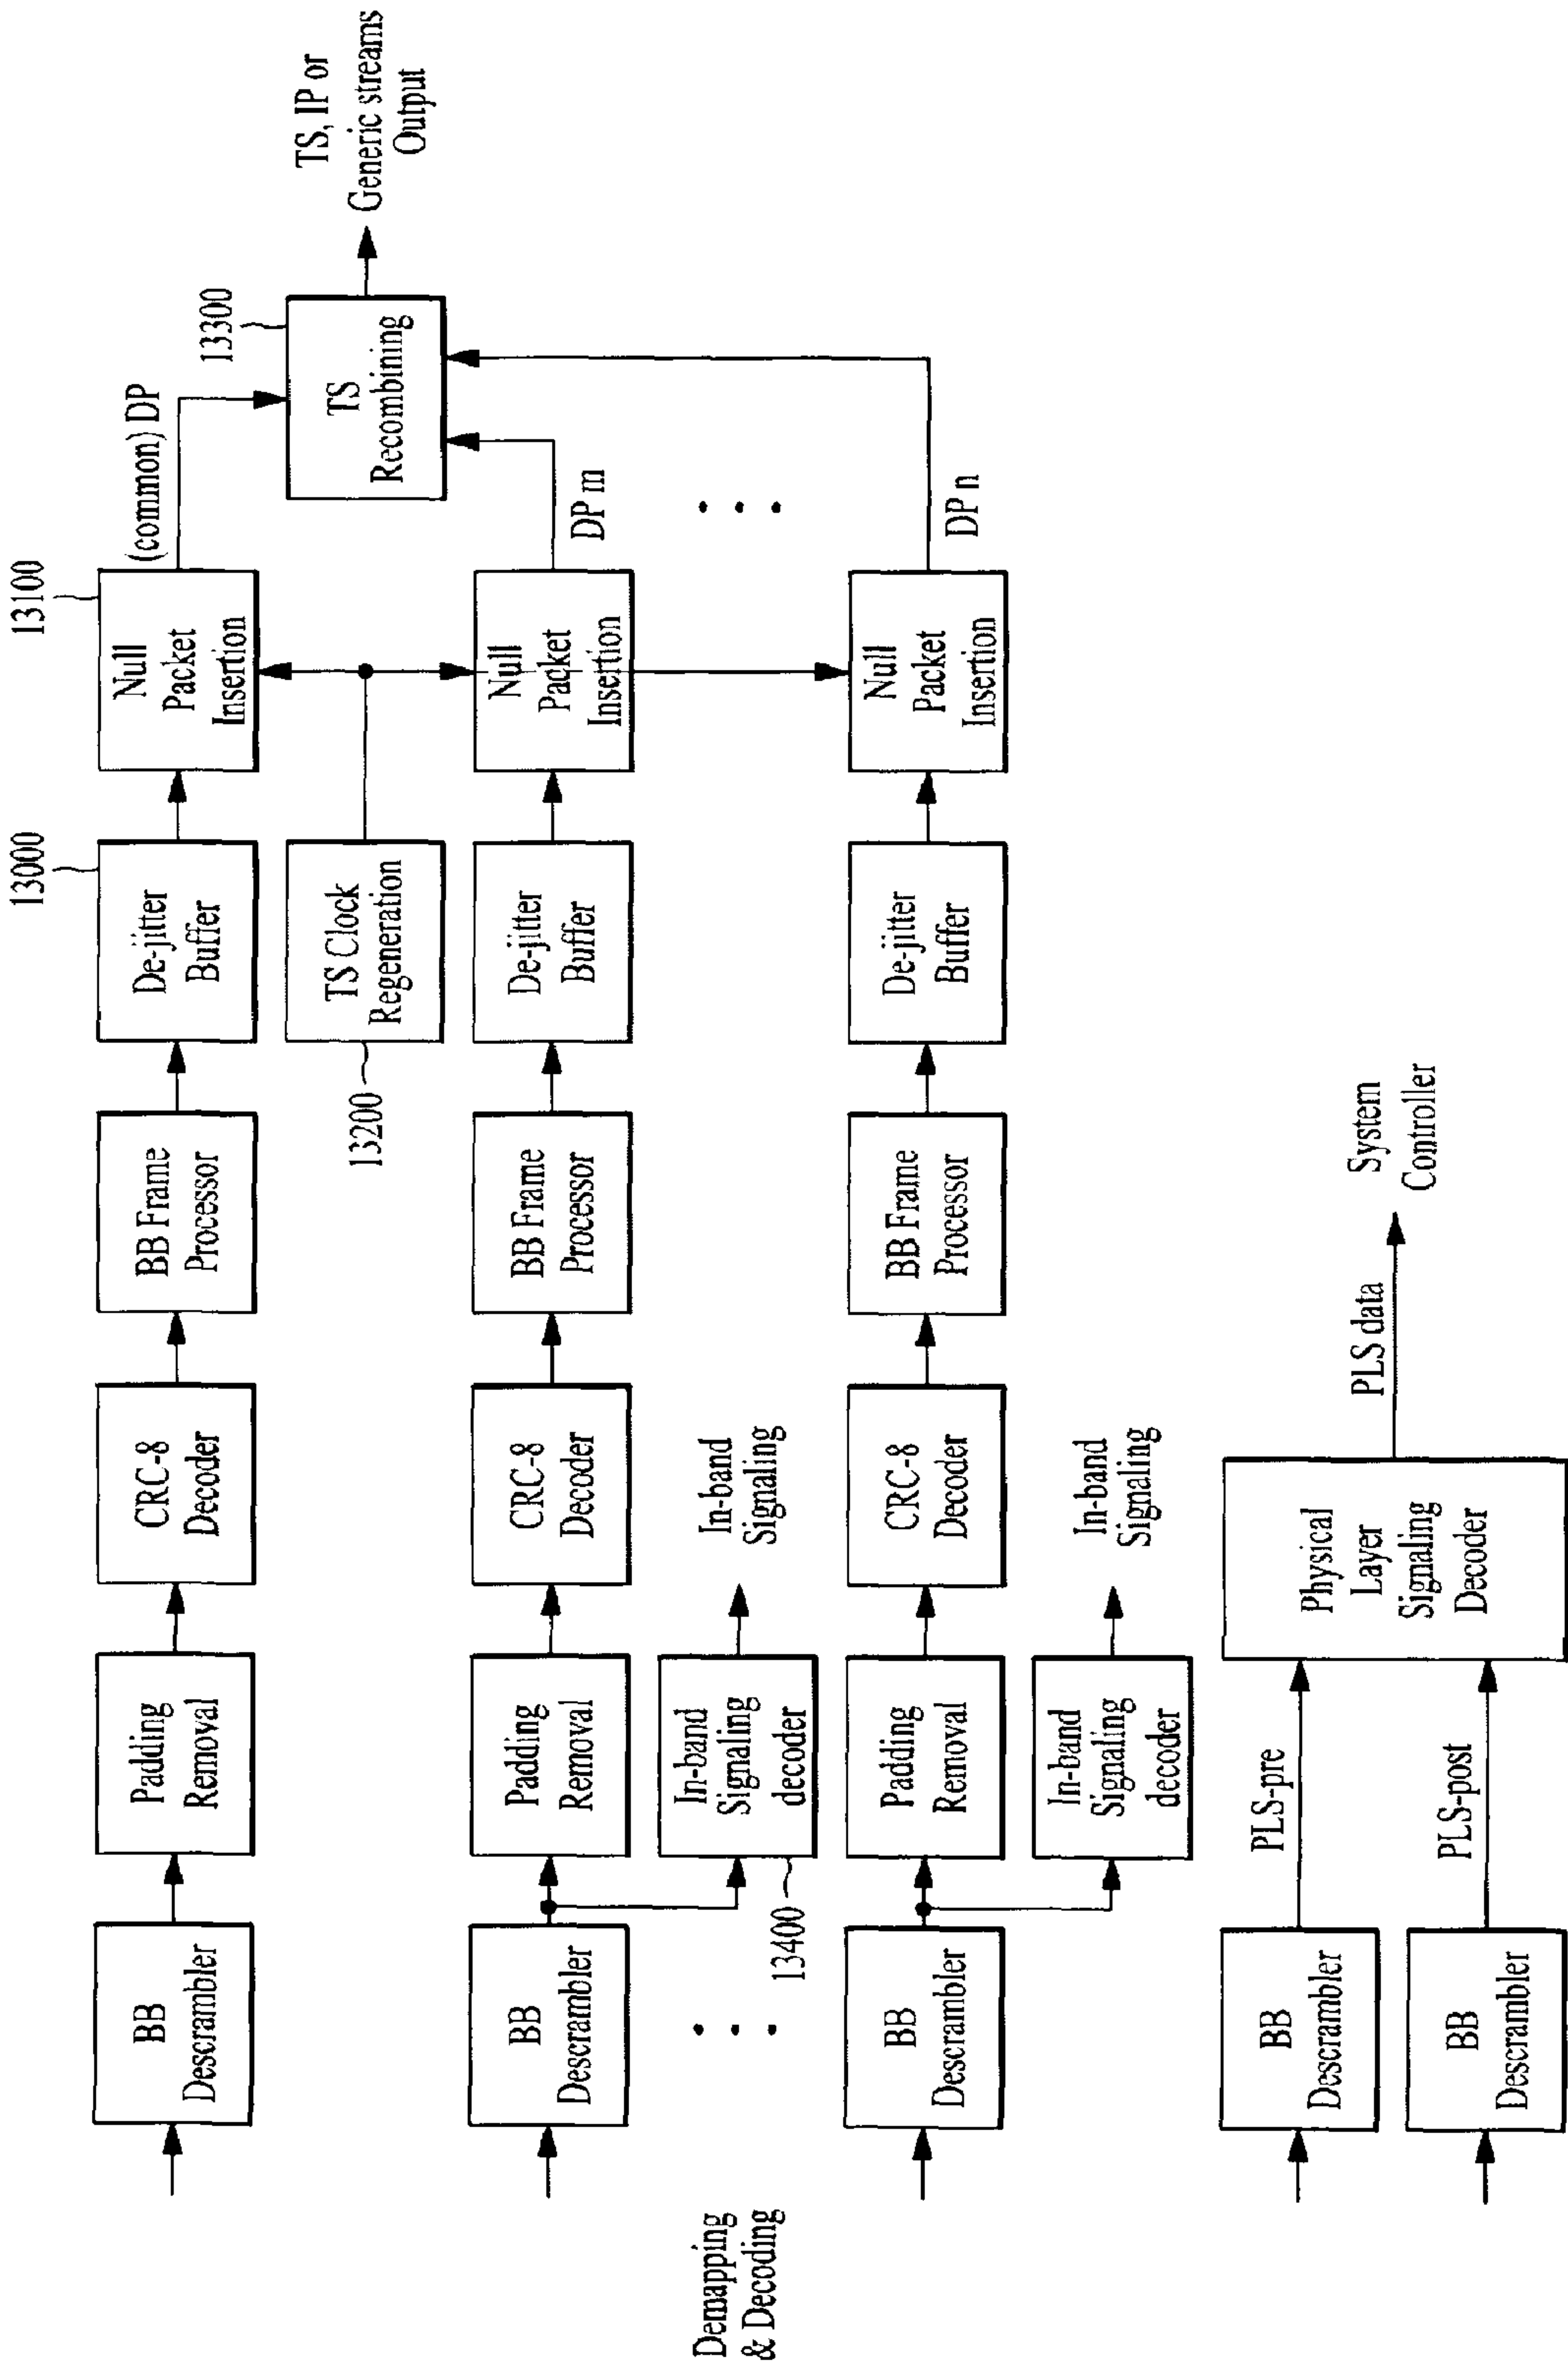 13000
13100
BB
Descrambler
Padding
Removal
CRC-8
Decoder
BB Frame
Processor
De-jitter
Buffer
Null
Packet
Insertion
(common) DP
13300
13200
TS Clock
Regeneration
TS
Recombining
TS, IP or
Generic streams
Output
BB
Descrambler
Padding
Removal
CRC-8
Decoder
BB Frame
Processor
De-jitter
Buffer
Null
Packet
Insertion
DP m
Demapping
& Decoding
13400
In-band
Signaling
decoder
In-band
Signaling
BB
Descrambler
Padding
Removal
CRC-8
Decoder
BB Frame
Processor
De-jitter
Buffer
Null
Packet
Insertion
DP n
In-band
Signaling
decoder
In-band
Signaling
BB
Descrambler
PLS-pre
Physical
Layer
Signaling
Decoder
PLS data
System
Controller
BB
Descrambler
PLS-post